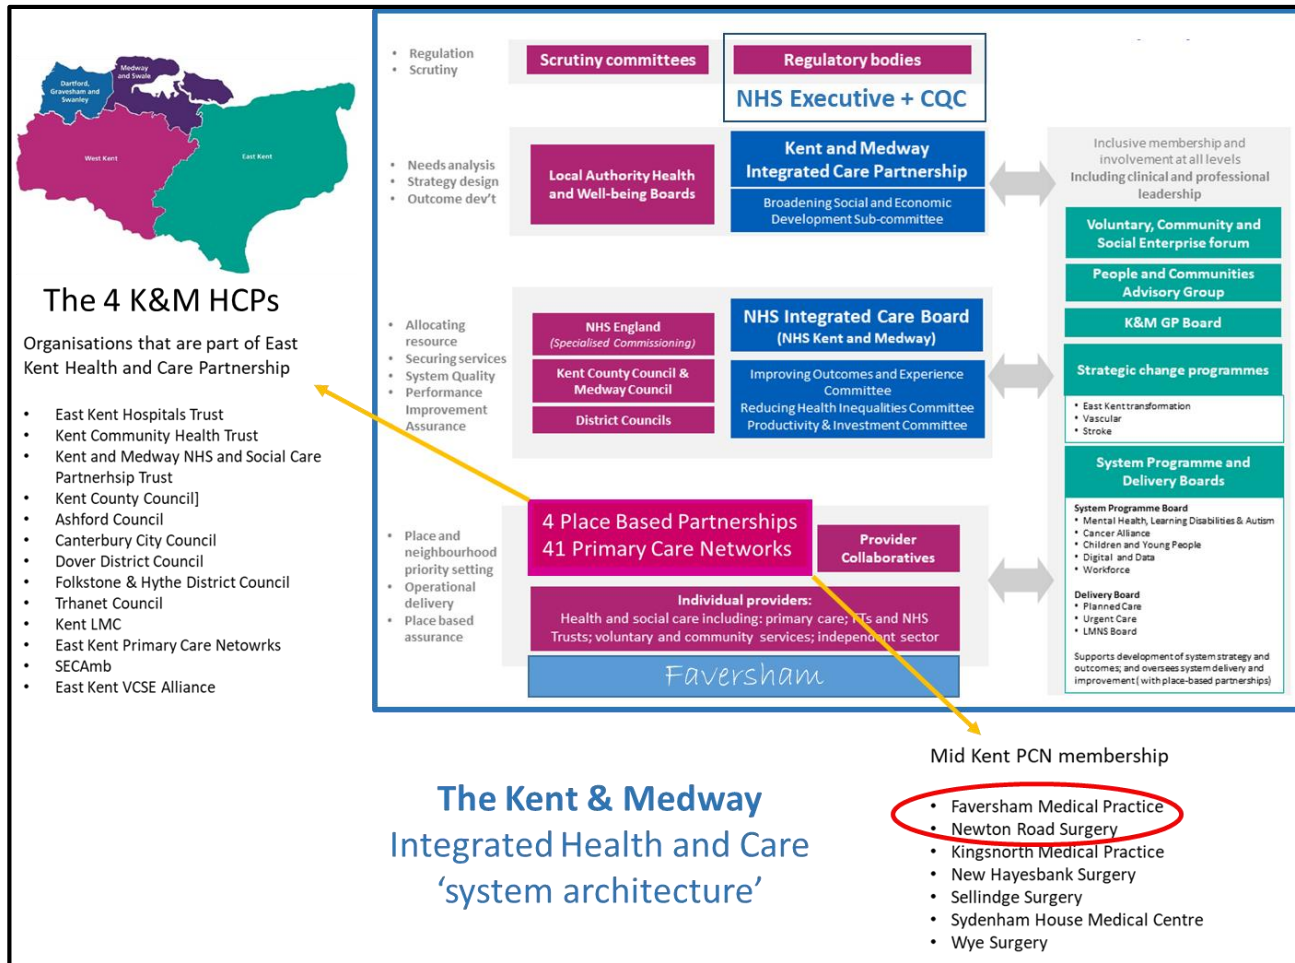 Dartford,
Gravesham and
Swanley
Medway
and Swale
West Kent
East Kent
The 4 K&M HCPs
Organisations that are part of East
Kent Health and Care Partnership
• East Kent Hospitals Trust
• Kent Community Health Trust
• Kent and Medway NHS and Social Care
Partnerhsip Trust
• Kent County Council]
• Ashford Council
• Canterbury City Council
• Dover District Council
• Folkstone & Hythe District Council
• Trhanet Council
• Kent LMC
• East Kent Primary Care Netowrks
• SECAmb
• East Kent VCSE Alliance
• Regulation
• Scrutiny
Scrutiny committees
Regulatory bodies
NHS Executive + CQC
• Needs analysis
• Strategy design
• Outcome dev't
Local Authority Health
and Well-being Boards
Kent and Medway
Integrated Care Partnership
Broadening Social and Economic
Development Sub-committee
• Allocating
resource
• Securing services
• System Quality
• Performance
Improvement
Assurance
NHS England
(Specialised Commissioning)
Kent County Council &
Medway Council
District Councils
NHS Integrated Care Board
(NHS Kent and Medway)
Improving Outcomes and Experience
Committee
Reducing Health Inequalities Committee
Productivity & Investment Committee
• Place and
neighbourhood
priority setting
• Operational
delivery
• Place based
assurance
4 Place Based Partnerships
41 Primary Care Networks
Provider
Collaboratives
Individual providers:
Health and social care including: primary care; FTs and NHS
Trusts; voluntary and community services; independent sector
Faversham
Inclusive membership and
involvement at all levels
Including clinical and professional
leadership
Voluntary, Community and
Social Enterprise forum
People and Communities
Advisory Group
K&M GP Board
Strategic change programmes
• East Kent transformation
• Vascular
• Stroke
System Programme and
Delivery Boards
System Programme Board
• Mental Health, Learning Disabilities & Autism
• Cancer Alliance
• Children and Young People
• Digital and Data
• Workforce
Delivery Board
• Planned Care
• Urgent Care
• LMNS Board
Supports development of system strategy and
outcomes; and oversees system delivery and
improvement ( with place-based partnerships)
The Kent & Medway
Integrated Health and Care
‘system architecture’
Mid Kent PCN membership
• Faversham Medical Practice
• Newton Road Surgery
• Kingsnorth Medical Practice
• New Hayesbank Surgery
• Sellindge Surgery
• Sydenham House Medical Centre
• Wye Surgery